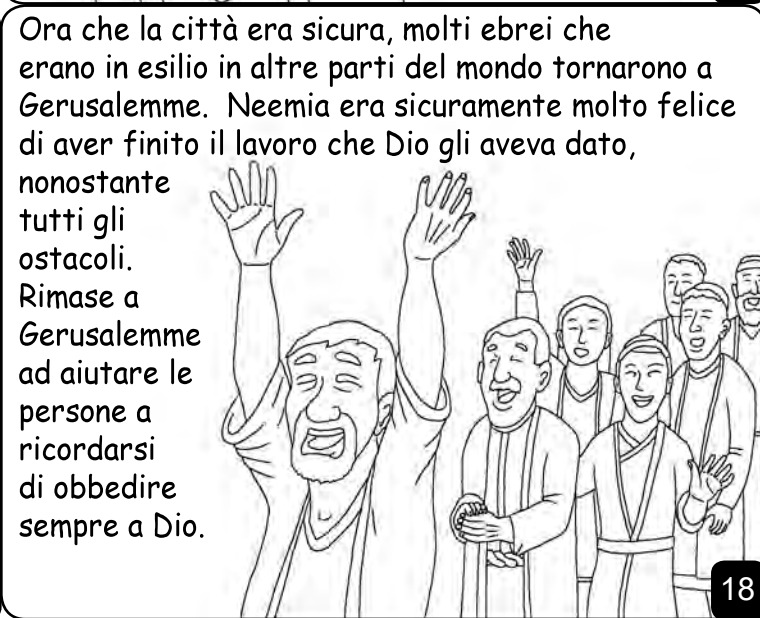 Ora che la città era sicura, molti ebrei che
erano in esilio in altre parti del mondo tornarono a
Gerusalemme.  Neemia era sicuramente molto felice
di aver finito il lavoro che Dio gli aveva dato,
nonostante
tutti gli
ostacoli.
Rimase a
Gerusalemme
ad aiutare le
persone a
ricordarsi
di obbedire
sempre a Dio.
18